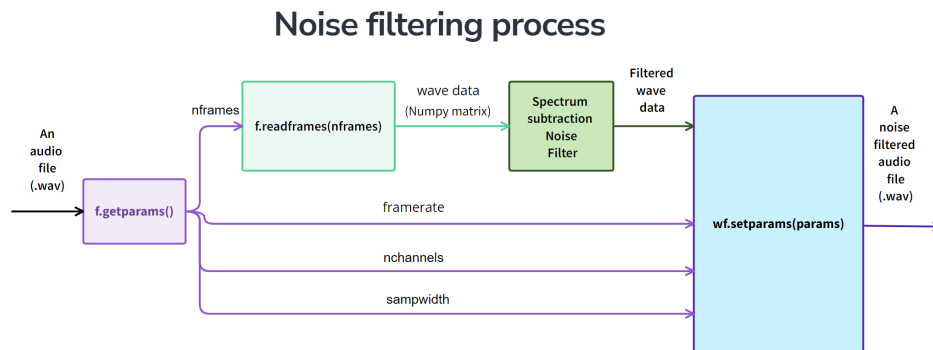 Noise filtering process
An
audio
file
(.wav)
f.getparams()
nframes
f.readframes(nframes)
wave data
(Numpy matrix)
Spectrum
subtraction
Noise
Filter
Filtered
wave
data
framerate
nchannels
sampwidth
wf.setparams(params)
A
noise
filtered
audio
file
(.wav)